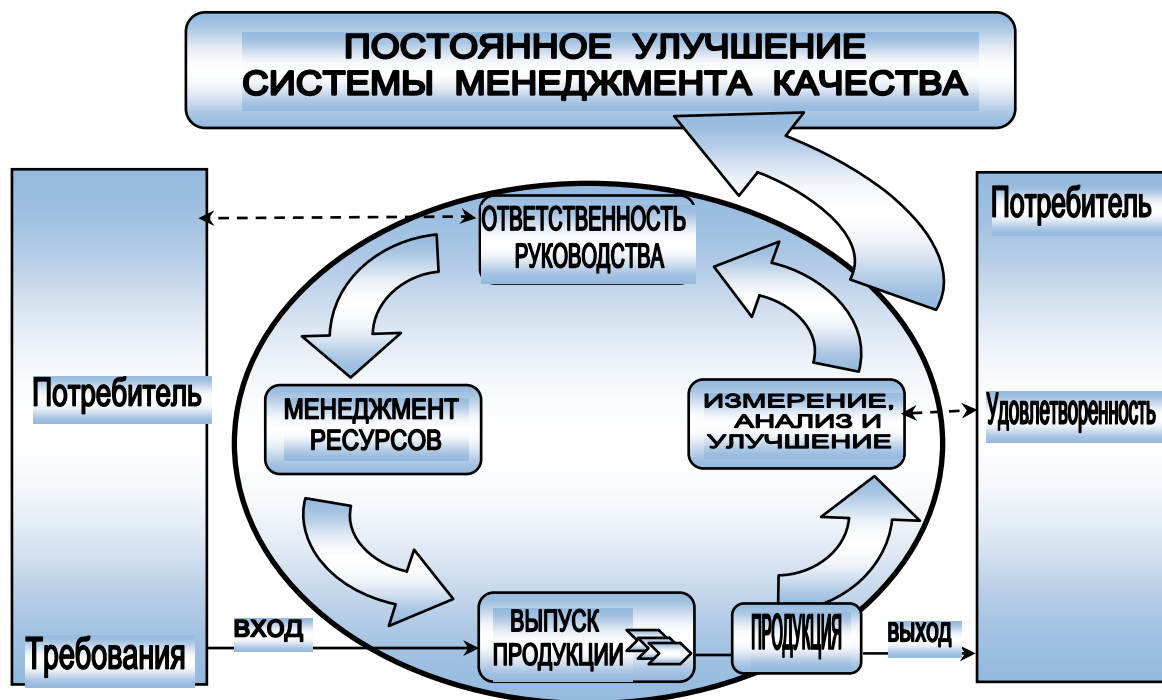 ПОСТОЯННОЕ УЛУЧШЕНИЕ
СИСТЕМЫ МЕНЕДЖМЕНТА КАЧЕСТВА
Потребитель
ОТВЕТСТВЕННОСТЬ
РУКОВОДСТВА
Потребитель
МЕНЕДЖМЕНТ
РЕСУРСОВ
ИЗМЕРЕНИЕ,
АНАЛИЗ И
УЛУЧШЕНИЕ
Удовлетворенность
Требования
ВХОД
ВЫПУСК
ПРОДУКЦИИ
ПРОДУКЦИЯ
ВЫХОД